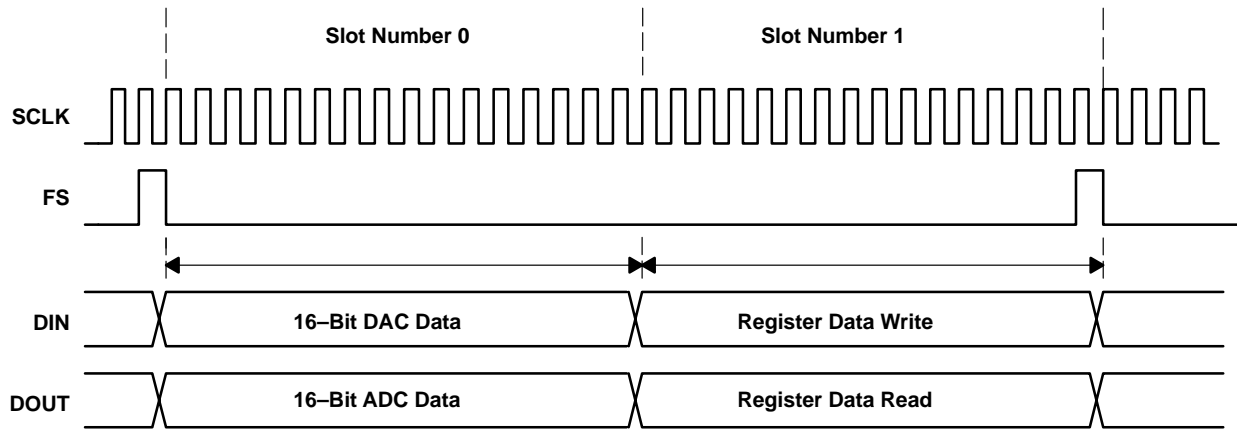 Slot Number 0 Slot Number 1
SCLK
FS
DIN 16–Bit DAC Data Register Data Write
DOUT 16–Bit ADC Data Register Data Read